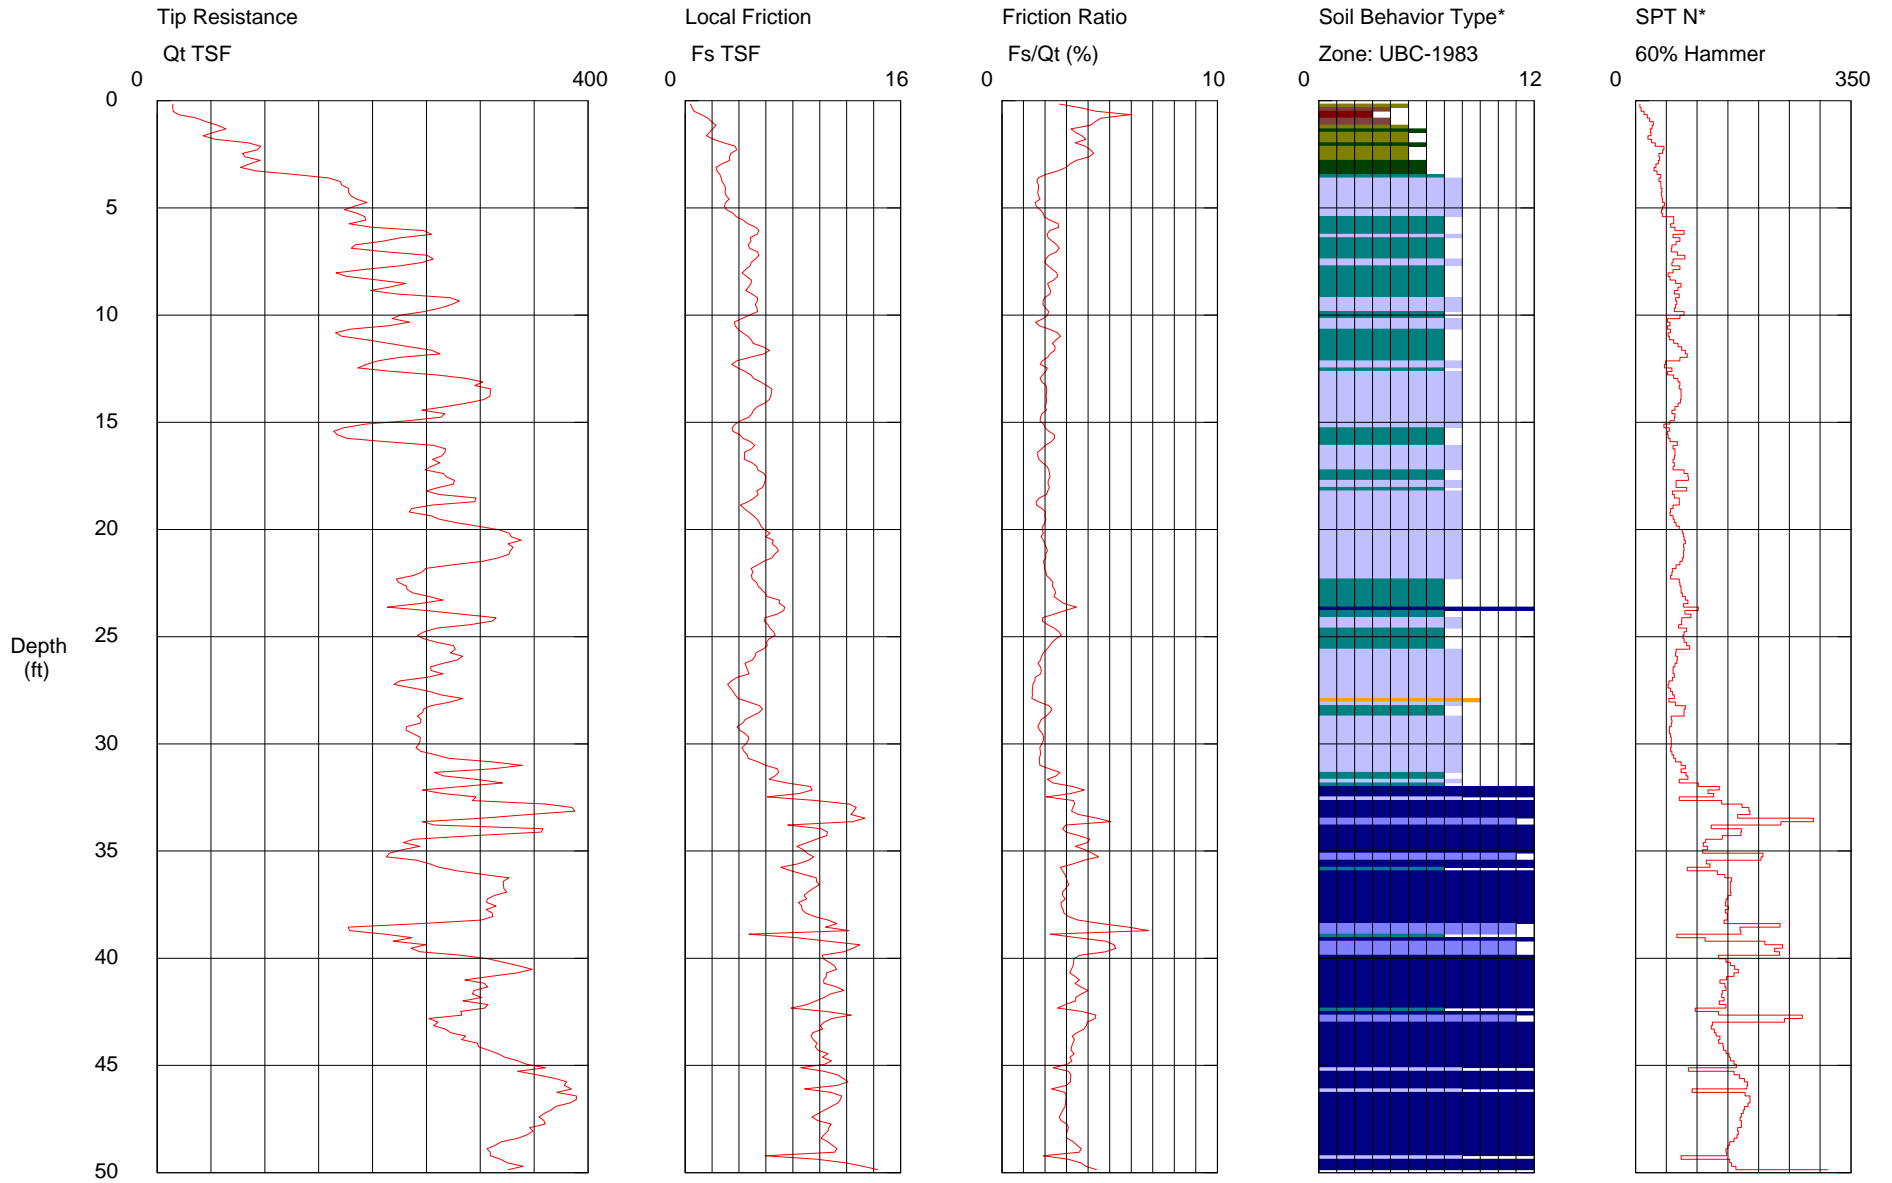 Tip Resistance
Qt TSF
0 400
Local Friction
Fs TSF
0 16
Friction Ratio
Fs/Qt (%)
0 10
Soil Behavior Type*
Zone: UBC-1983
0 12
SPT N*
60% Hammer
0 350
0
5
10
15
20
25
30
35
40
45
50
Depth
(ft)